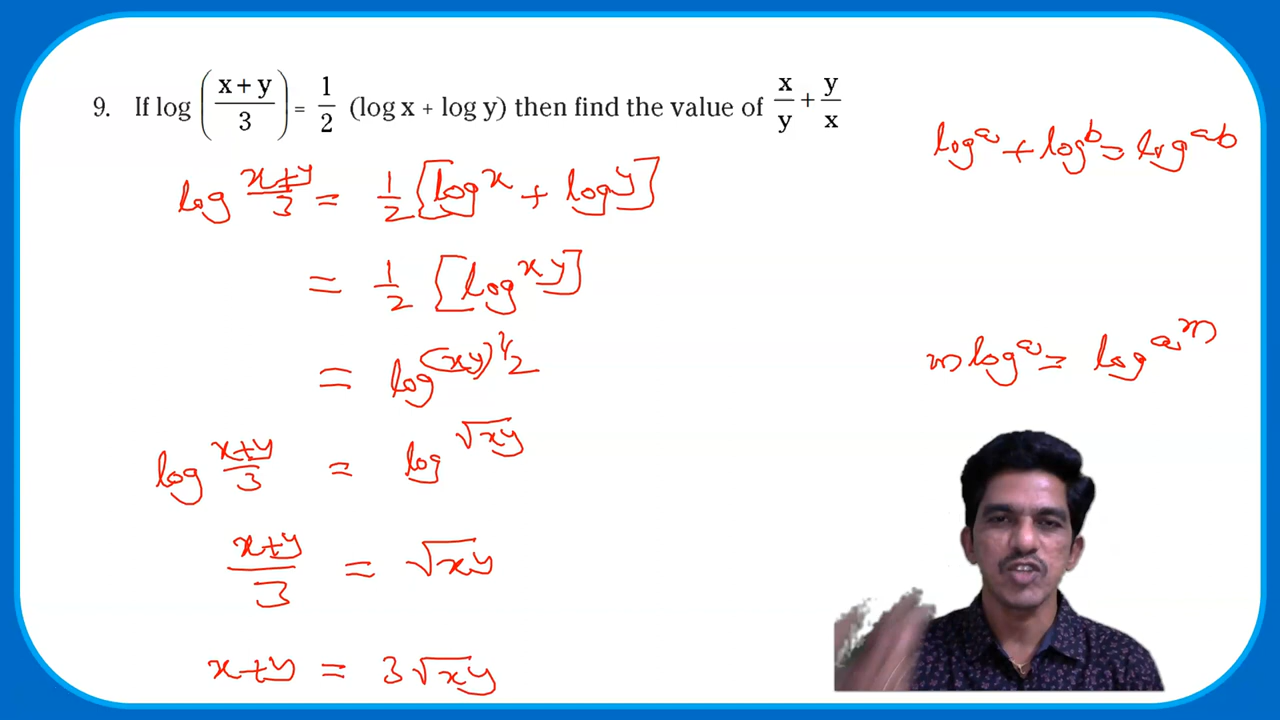 9. If log (x + y / 3) = 1/2 (log x + log y) then find the value of x/y + y/x
log a + log b = log ab
log x+y/3 = 1/2 [log x + log y]
= 1/2 [log xy]
= log (xy)^1/2
m log a = log a^m
log x+y/3 = log √xy
x+y/3 = √xy
x+y = 3√xy